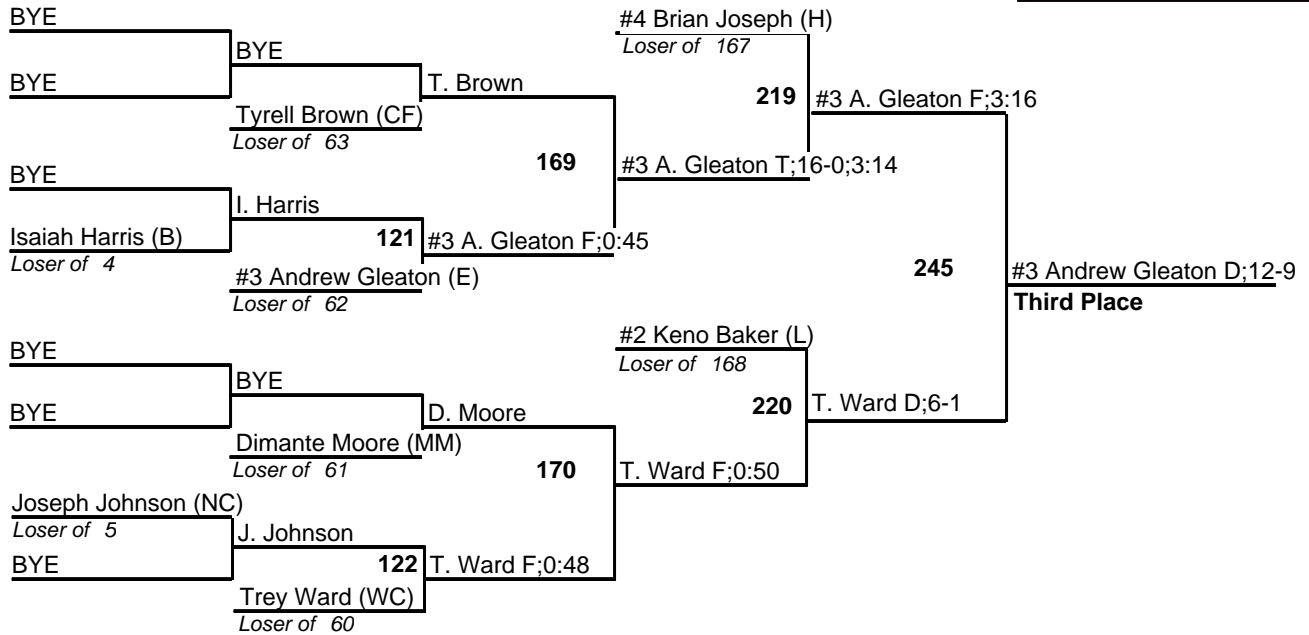 BYE
#4 Brian Joseph (H)
Loser of 167
BYE
BYE
T. Brown
219
#3 A. Gleaton F;3:16
Tyrell Brown (CF)
Loser of 63
169
#3 A. Gleaton T;16-0;3:14
BYE
I. Harris
Isaiah Harris (B)
Loser of 4
121
#3 A. Gleaton F;0:45
#3 Andrew Gleaton (E)
Loser of 62
245
#3 Andrew Gleaton D;12-9
Third Place
BYE
#2 Keno Baker (L)
Loser of 168
BYE
BYE
D. Moore
220
T. Ward D;6-1
Dimante Moore (MM)
Loser of 61
170
T. Ward F;0:50
Joseph Johnson (NC)
Loser of 5
J. Johnson
BYE
122
T. Ward F;0:48
Trey Ward (WC)
Loser of 60